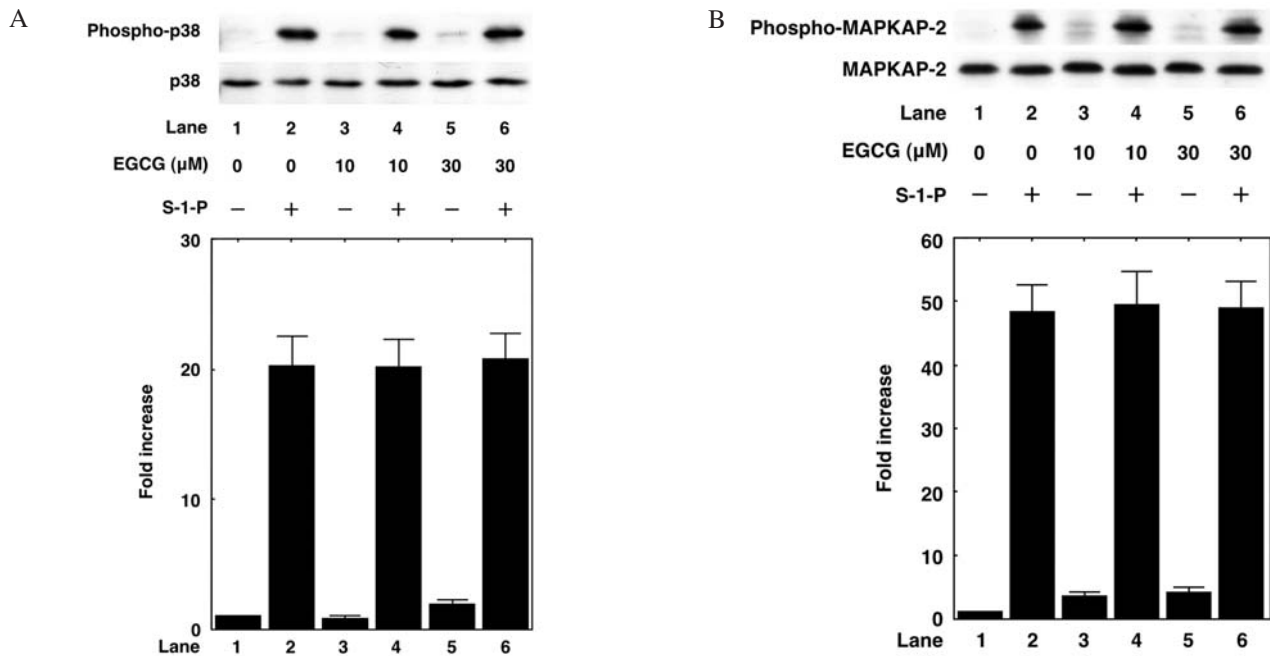 A
Phospho-p38
p38
Lane 1 2 3 4 5 6
EGCG (µM) 0 0 10 10 30 30
S-1-P − + − + − +
30
20
10
0
Fold increase
Lane 1 2 3 4 5 6
B
Phospho-MAPKAP-2
MAPKAP-2
Lane 1 2 3 4 5 6
EGCG (µM) 0 0 10 10 30 30
S-1-P − + − + − +
60
50
40
30
20
10
0
Fold increase
Lane 1 2 3 4 5 6